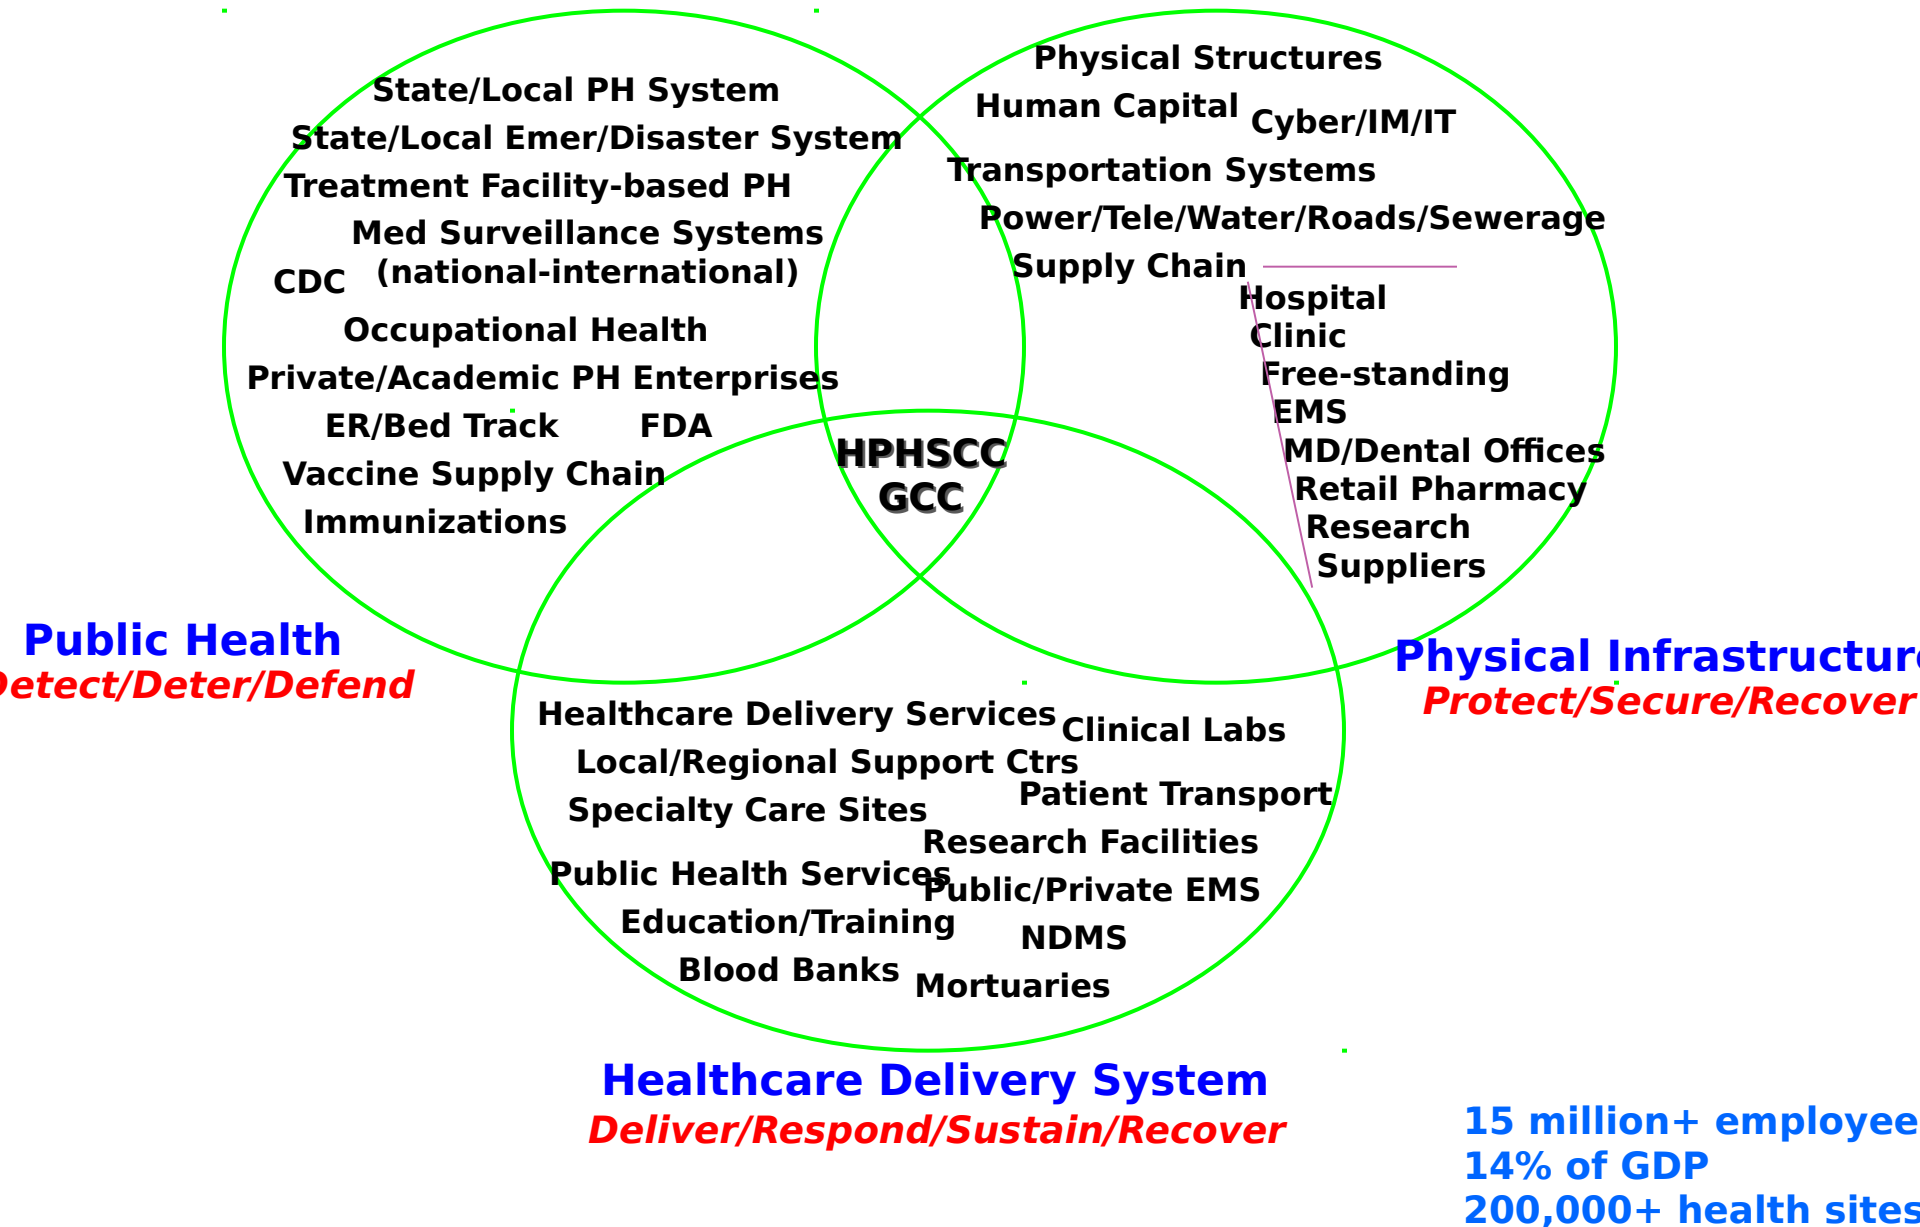 State/Local PH System
State/Local Emer/Disaster System
Treatment Facility-based PH
Med Surveillance Systems
(national-international)
CDC
Occupational Health
Private/Academic PH Enterprises
ER/Bed Track FDA
Vaccine Supply Chain
Immunizations
Physical Structures
Human Capital
Cyber/IM/IT
Transportation Systems
Power/Tele/Water/Roads/Sewerage
Supply Chain
Hospital
Clinic
Free-standing
EMS
MD/Dental Offices
Retail Pharmacy
Research
Suppliers
HPHSCC
GCC
Public Health
Detect/Deter/Defend
Physical Infrastructure
Protect/Secure/Recover
Healthcare Delivery Services
Local/Regional Support Ctrs
Specialty Care Sites
Public Health Services
Education/Training
Blood Banks
Clinical Labs
Patient Transport
Research Facilities
Public/Private EMS
NDMS
Mortuaries
Healthcare Delivery System
Deliver/Respond/Sustain/Recover
15 million+ employee
14% of GDP
200,000+ health sites